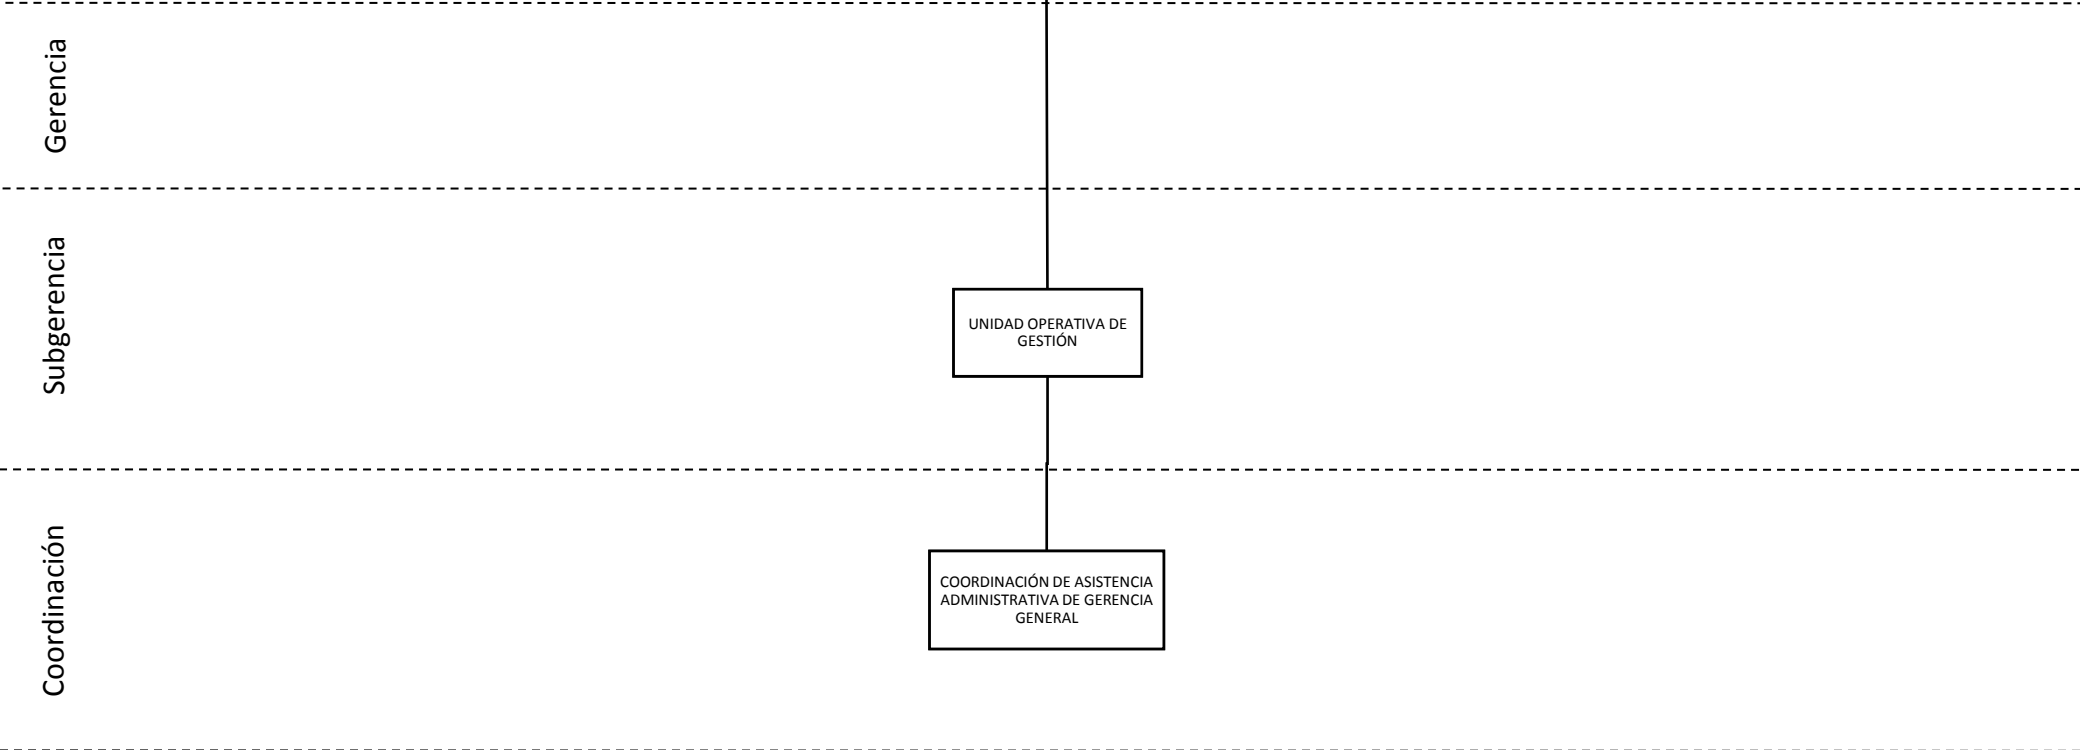 Gerencia
Subgerencia
UNIDAD OPERATIVA DE
GESTIÓN
Coordinación
COORDINACIÓN DE ASISTENCIA
ADMINISTRATIVA DE GERENCIA
GENERAL